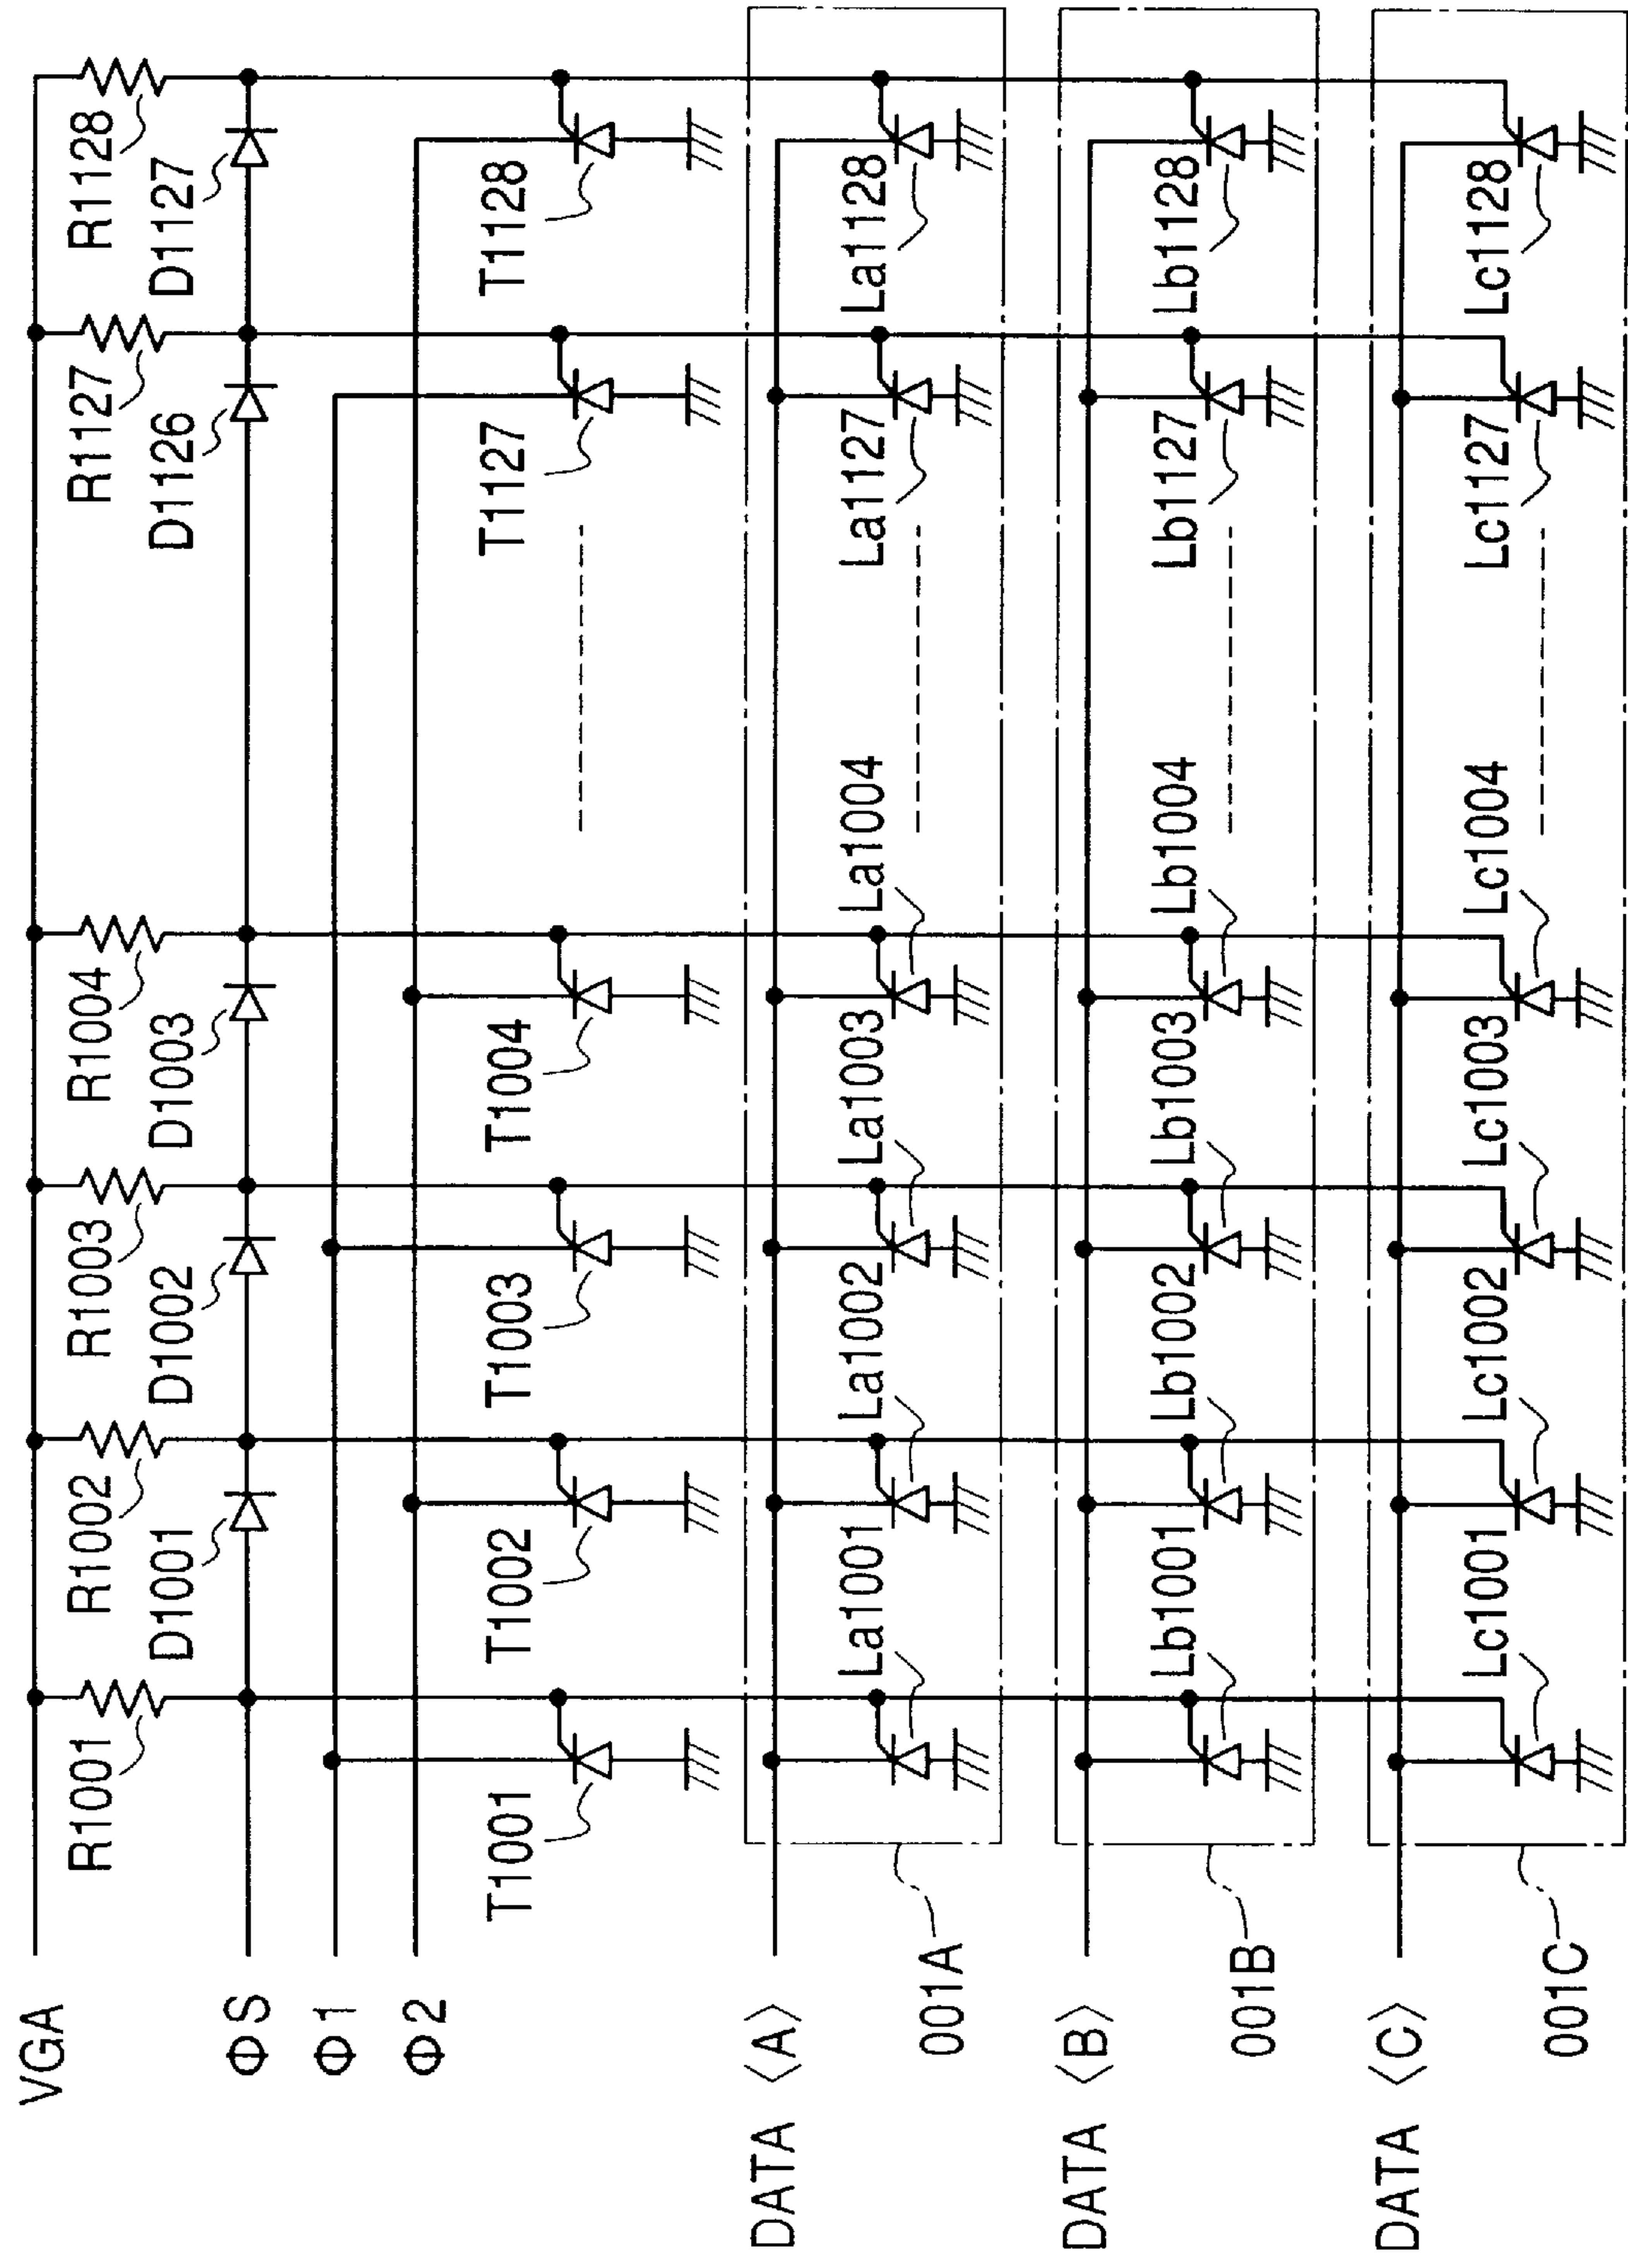 VGA
R1001
R1002
R1003
R1004
R1127
R1128
ΦS
D1001
D1002
D1003
D1126
D1127
Φ1
Φ2
T1001
T1002
T1003
T1004
T1127
T1128
DATA 〈A〉
La1001
La1002
La1003
La1004
La1127
La1128
001A
DATA 〈B〉
Lb1001
Lb1002
Lb1003
Lb1004
Lb1127
Lb1128
001B
DATA 〈C〉
Lc1001
Lc1002
Lc1003
Lc1004
Lc1127
Lc1128
001C